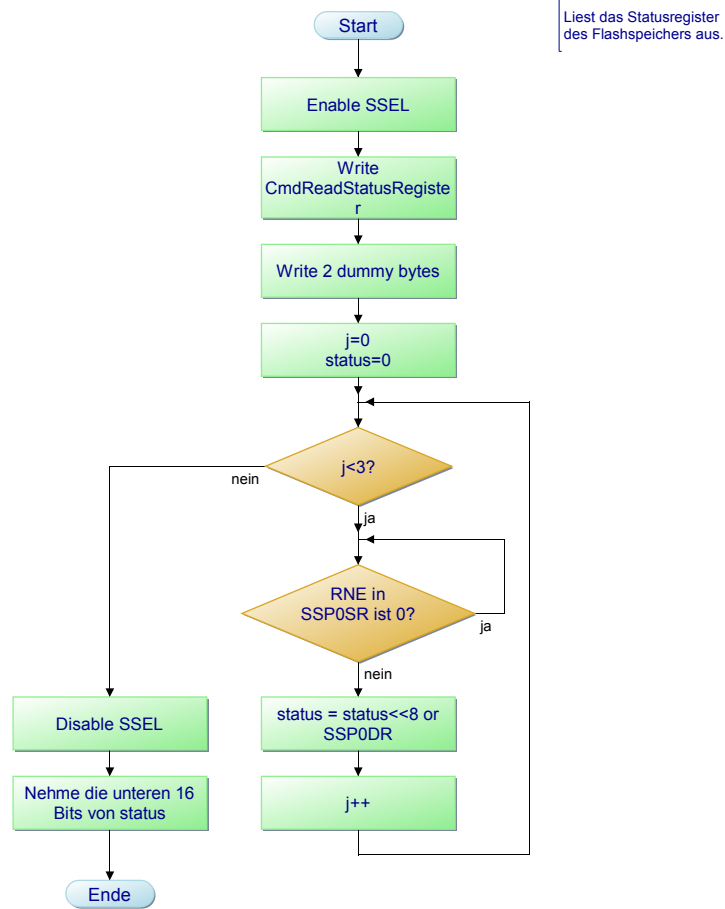 Liest das Statusregister
des Flashspeichers aus.
Start
Enable SSEL
Write
CmdReadStatusRegiste
r
Write 2 dummy bytes
j=0
status=0
j<3?
nein
ja
RNE in
SSP0SR ist 0?
ja
nein
Disable SSEL
status = status<<8 or
SSP0DR
Nehme die unteren 16
Bits von status
j++
Ende